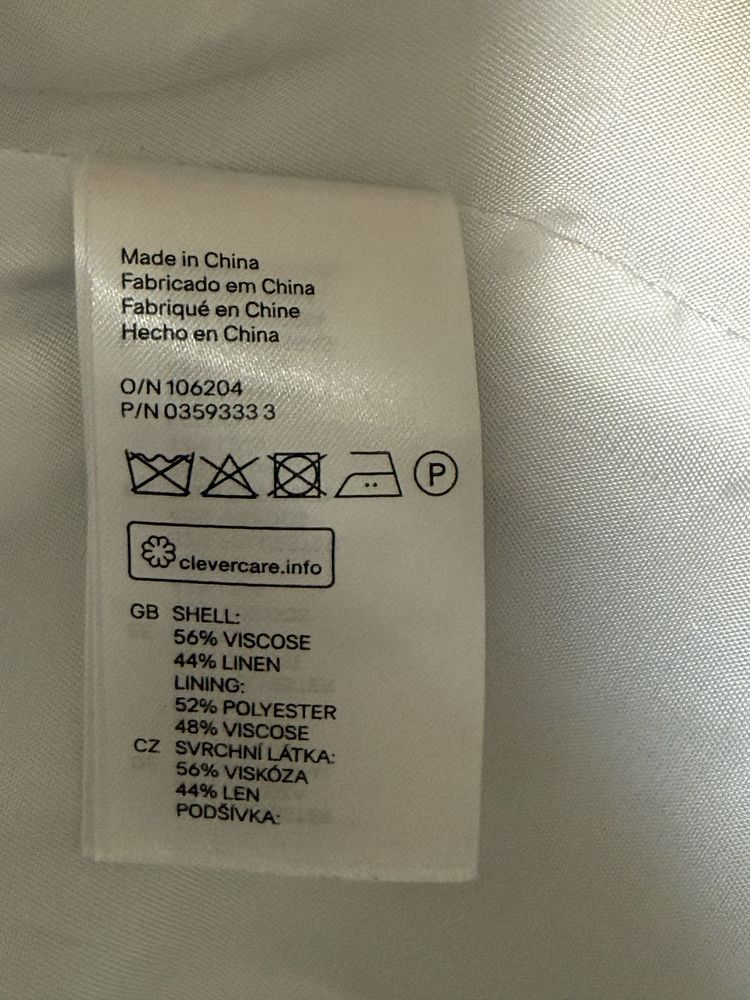 Made in China
Fabricado em China
Fabriqué en Chine
Hecho en China
O/N 106204
P/N 0359333 3
P
clevercare.info
GB SHELL:
56% VISCOSE
44% LINEN
LINING:
52% POLYESTER
48% VISCOSE
CZ SVRCHNÍ LÁTKA:
56% VISKÓZA
44% LEN
PODŠÍVKA: